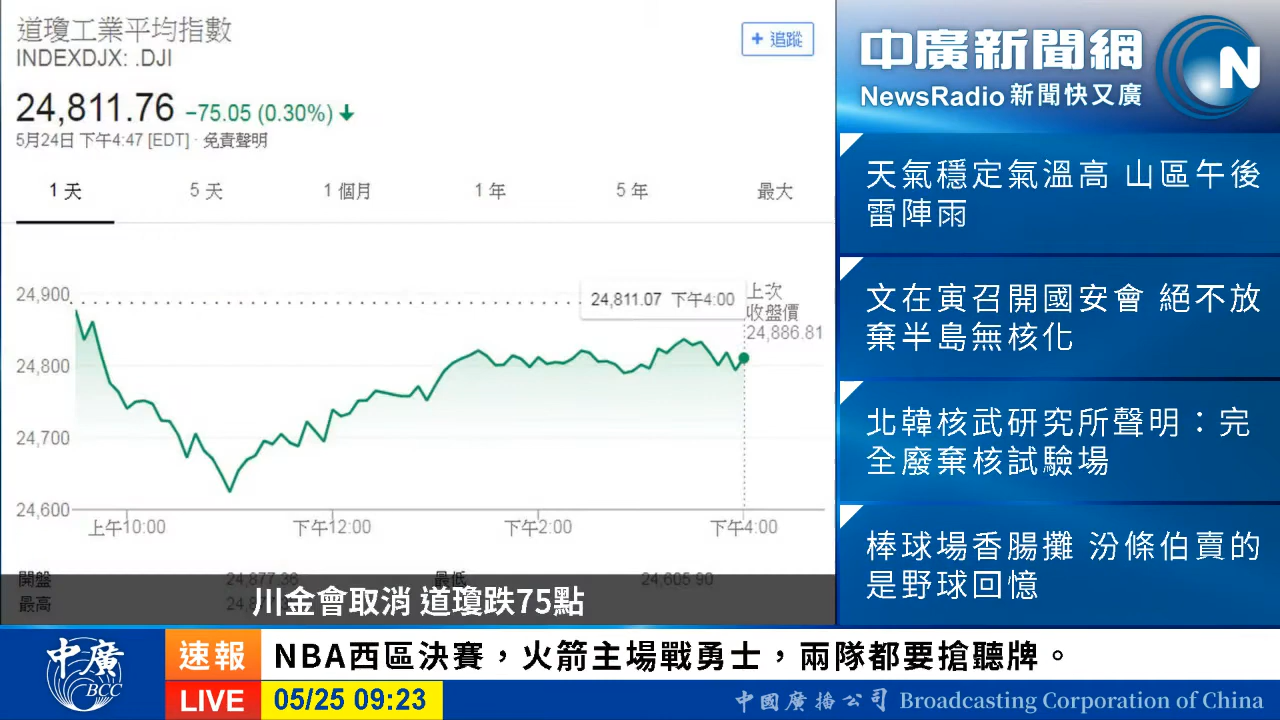 道瓊工業平均指數
INDEXDJX: .DJI
+ 追蹤
24,811.76 −75.05 (0.30%)
5月24日 下午4:47 [EDT] · 免責聲明
1 天 5 天 1 個月 1 年 5 年 最大
24,900
24,800
24,700
24,600
24,811.07 下午4:00
上次
收盤價
24,886.81
上午10:00 下午12:00 下午2:00 下午4:00
開盤 24,877.36 最低 24,605.90
最高
川金會取消 道瓊跌75點
中廣新聞網
NewsRadio 新聞快又廣
N
天氣穩定氣溫高 山區午後
雷陣雨
文在寅召開國安會 絕不放
棄半島無核化
北韓核武研究所聲明：完
全廢棄核試驗場
棒球場香腸攤 汾條伯賣的
是野球回憶
中廣
BCC
速報 NBA西區決賽，火箭主場戰勇士，兩隊都要搶聽牌。
LIVE 05/25 09:23
中國廣播公司 Broadcasting Corporation of China